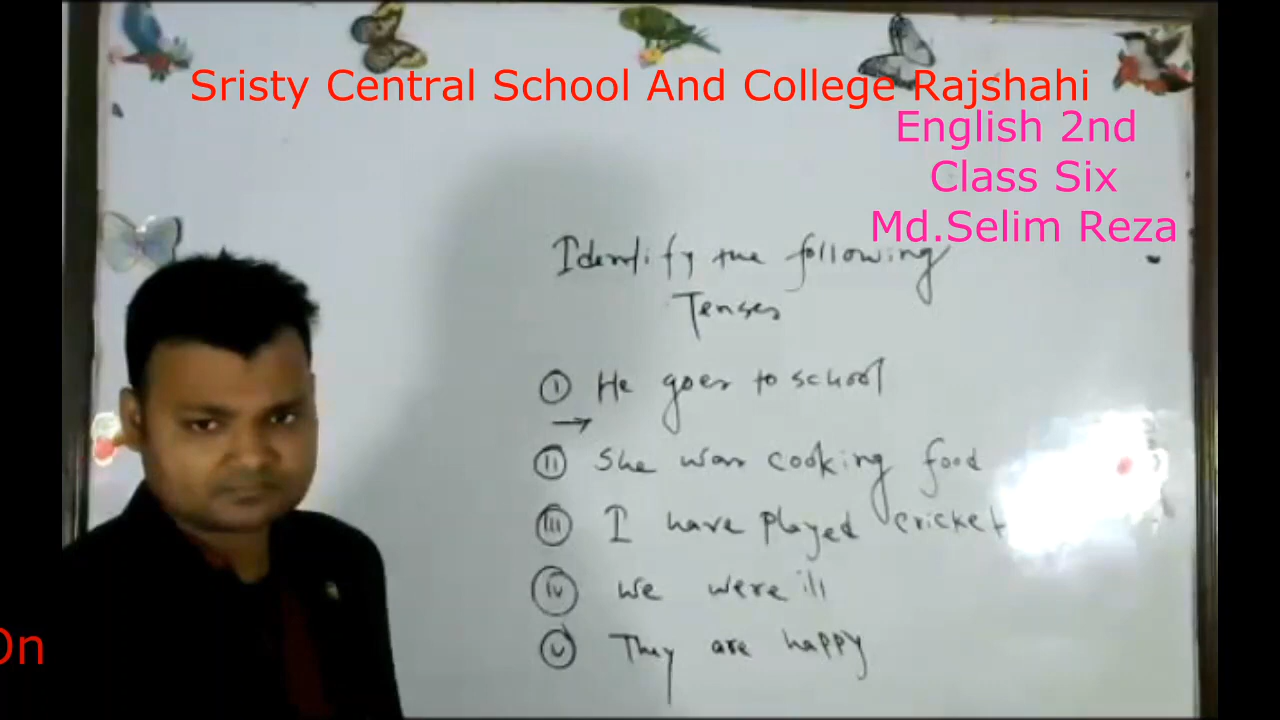 Sristy Central School And College Rajshahi
English 2nd
Class Six
Md.Selim Reza
Identify the following
Tenses
i He goes to school
→
ii She was cooking food
iii I have played cricket
iv We were ill
v They are happy
On